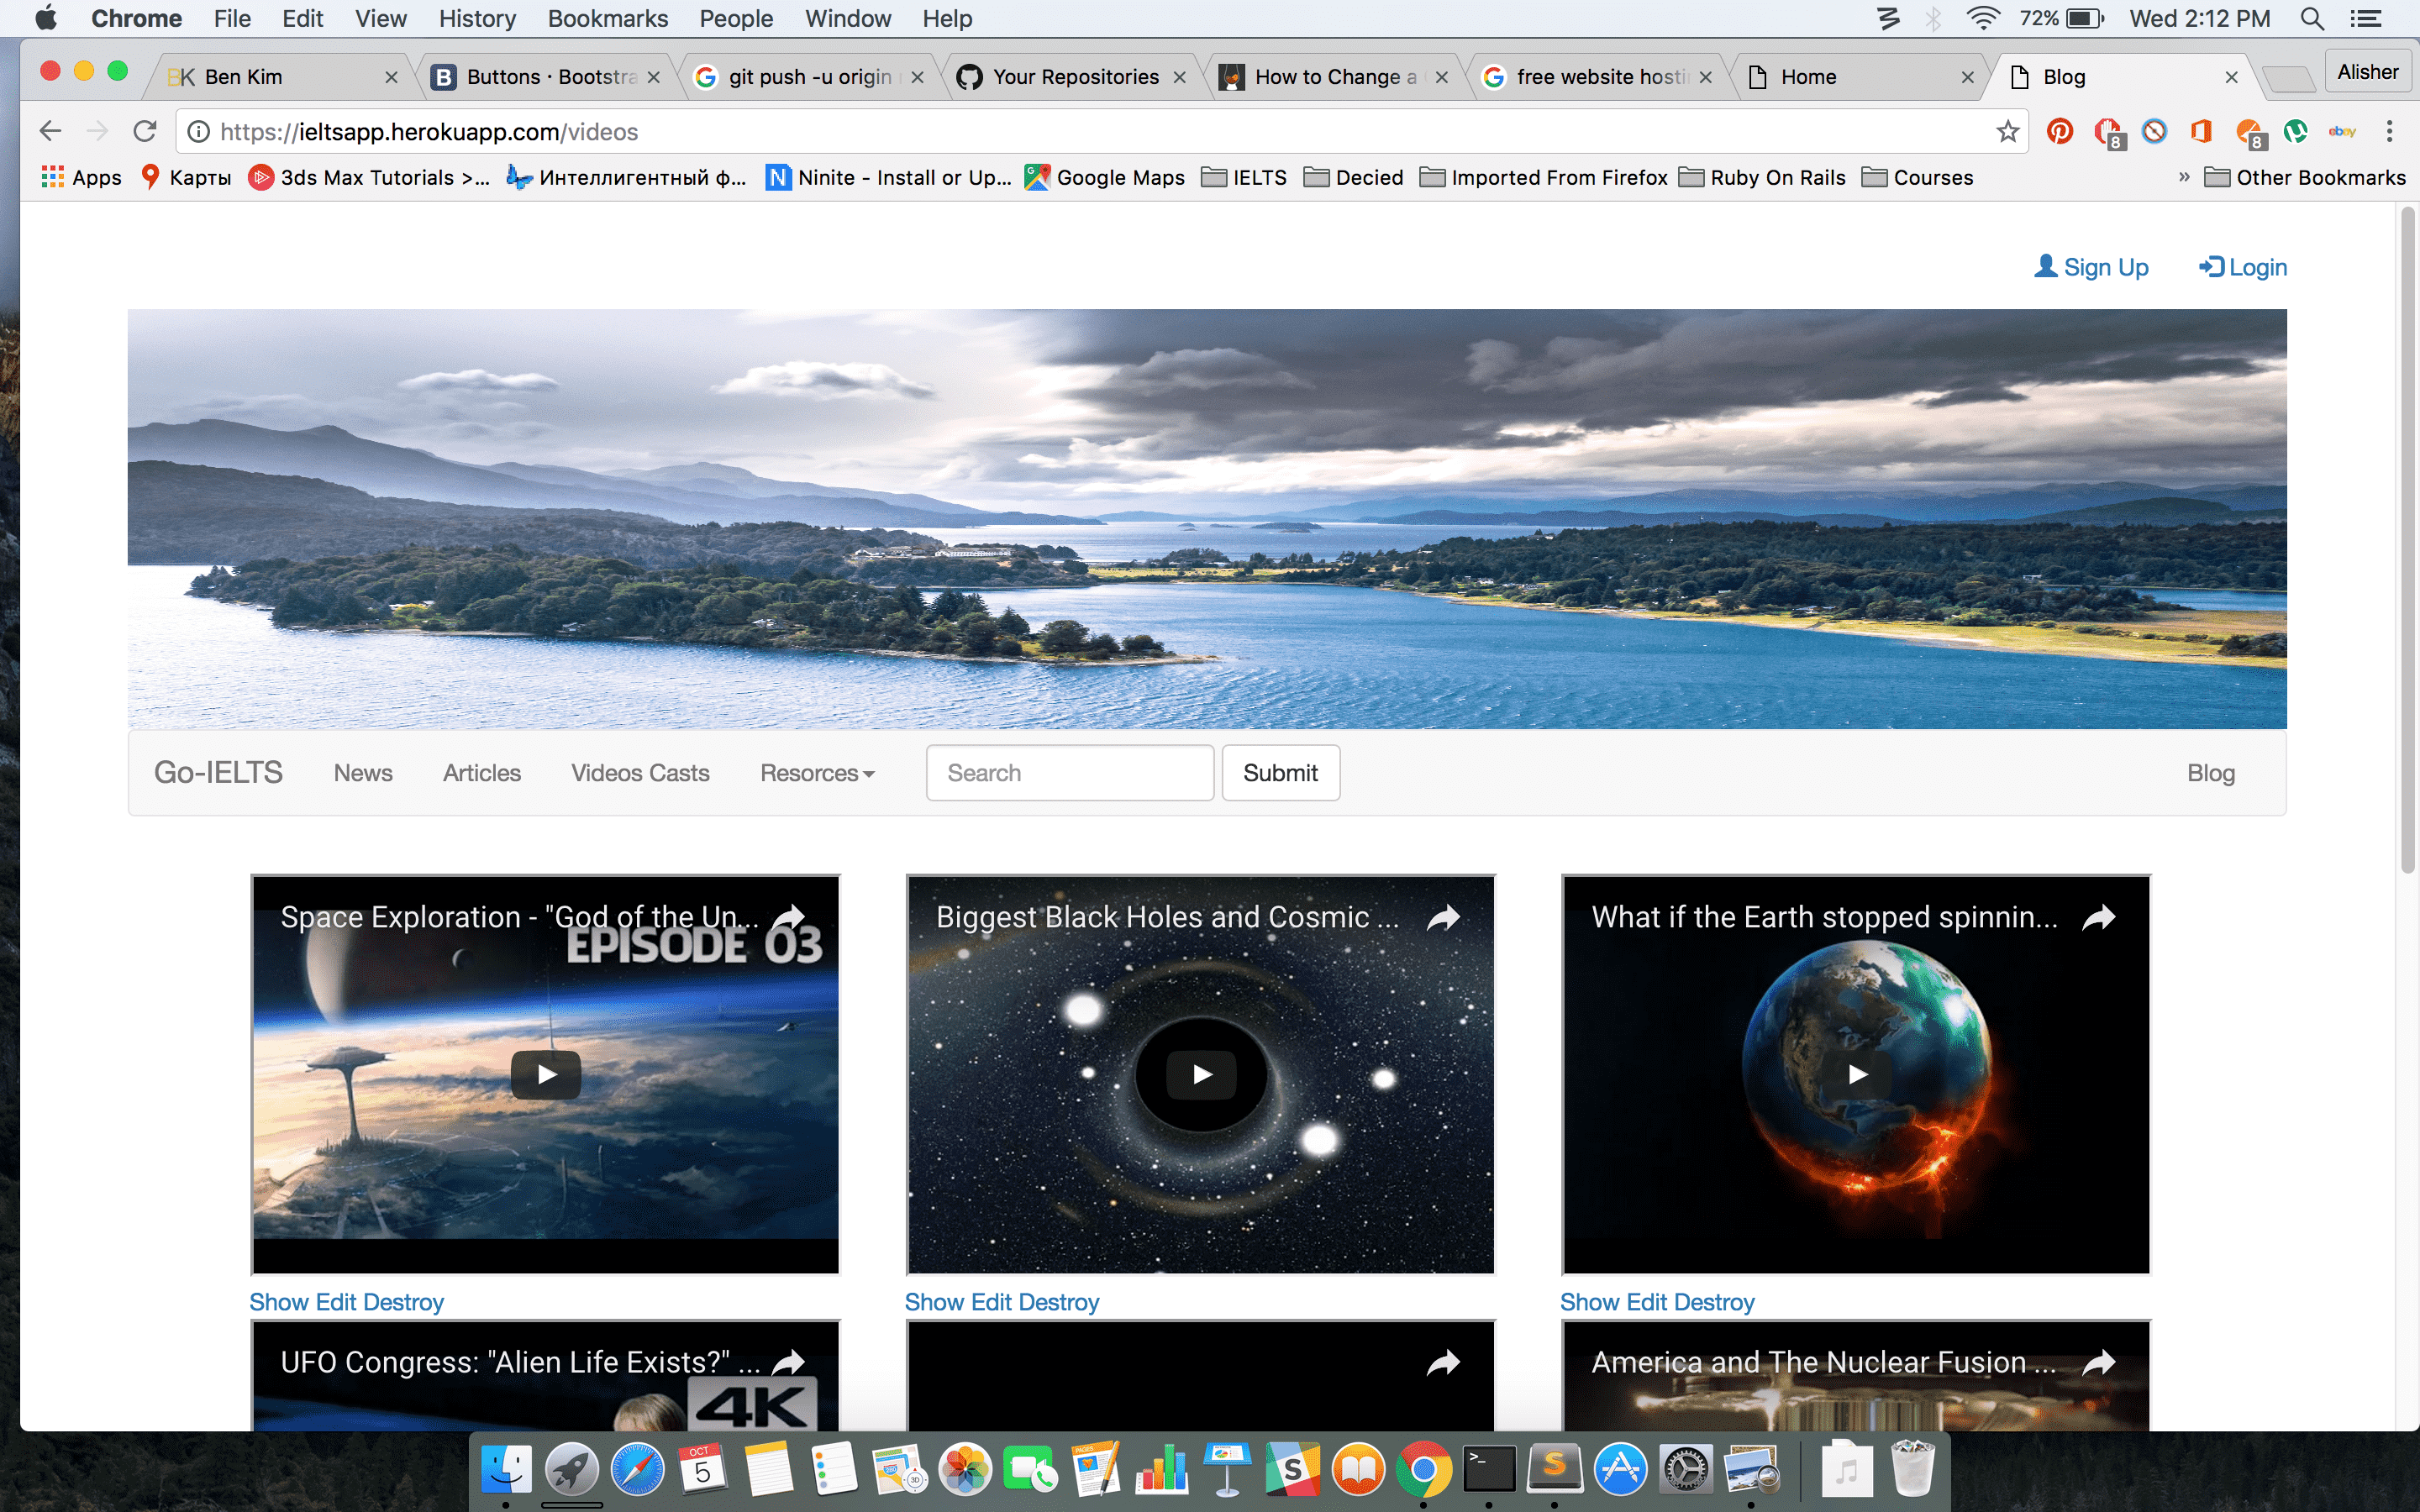 Chrome File Edit View History Bookmarks People Window Help 72% Wed 2:12 PM
BK Ben Kim Buttons · Bootstra git push -u origin Your Repositories How to Change a free website hosti Home Blog Alisher
https://ieltsapp.herokuapp.com/videos 8 8 ebay
Apps Карты 3ds Max Tutorials >... Интеллигентный ф... N Ninite - Install or Up... Google Maps IELTS Decied Imported From Firefox Ruby On Rails Courses » Other Bookmarks
Sign Up Login
Go-IELTS News Articles Videos Casts Resorces Search Submit Blog
Space Exploration - "God of the Un... Biggest Black Holes and Cosmic ... What if the Earth stopped spinnin...
EPISODE 03
Show Edit Destroy Show Edit Destroy Show Edit Destroy
UFO Congress: "Alien Life Exists?" ... America and The Nuclear Fusion ...
4K
OCT
5
3D
PAGES
S
>_
S